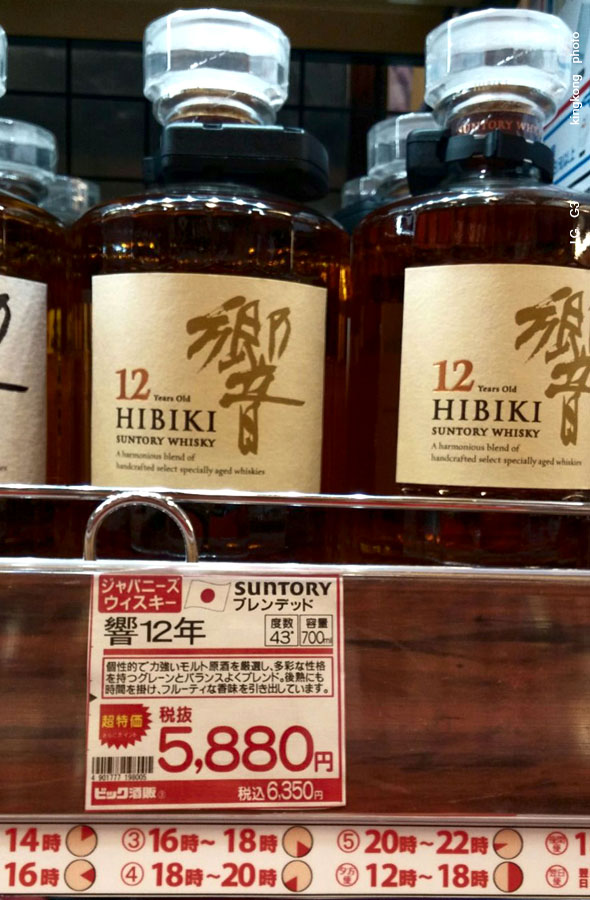 kingkong photo
LG G3
SUNTORY WHISKY
響
12 Years Old
HIBIKI
SUNTORY WHISKY
A harmonious blend of
handcrafted select specially aged whiskies
響
12 Years Old
HIBIKI
SUNTORY WHISKY
A harmonious blend of
handcrafted select specially aged whiskies
ジャパニーズ
ウイスキー
SUNTORY
ブレンデッド
響12年
度数
43°
容量
700ml
個性的で力強いモルト原酒を厳選し、多彩な性格
を持つグレーンとバランスよくブレンド。後熟にも
時間を掛け、フルーティな香味を引き出しています。
超特価
税抜
5,880円
4 901777 198005
ビック酒販
税込6,350円
14時
③16時~18時
⑤20時~22時
16時
④18時~20時
夕方便
12時~18時
翌
日